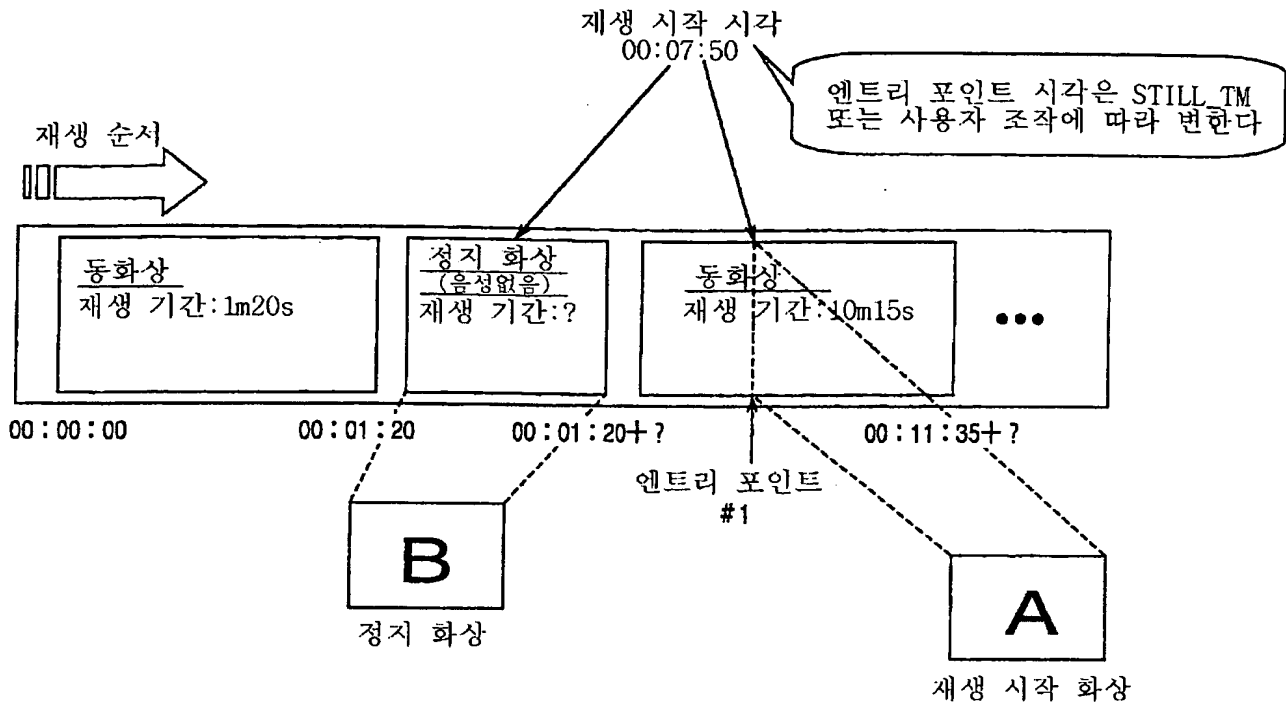 재생 시작 시각
00:07:50
엔트리 포인트 시각은 STILL_TM
또는 사용자 조작에 따라 변한다
재생 순서
동화상
재생 기간:1m20s
정지 화상
(음성없음)
재생 기간:?
동화상
재생 기간:10m15s
•••
00:00:00
00:01:20
00:01:20+?
00:11:35+?
엔트리 포인트
#1
B
정지 화상
A
재생 시작 화상